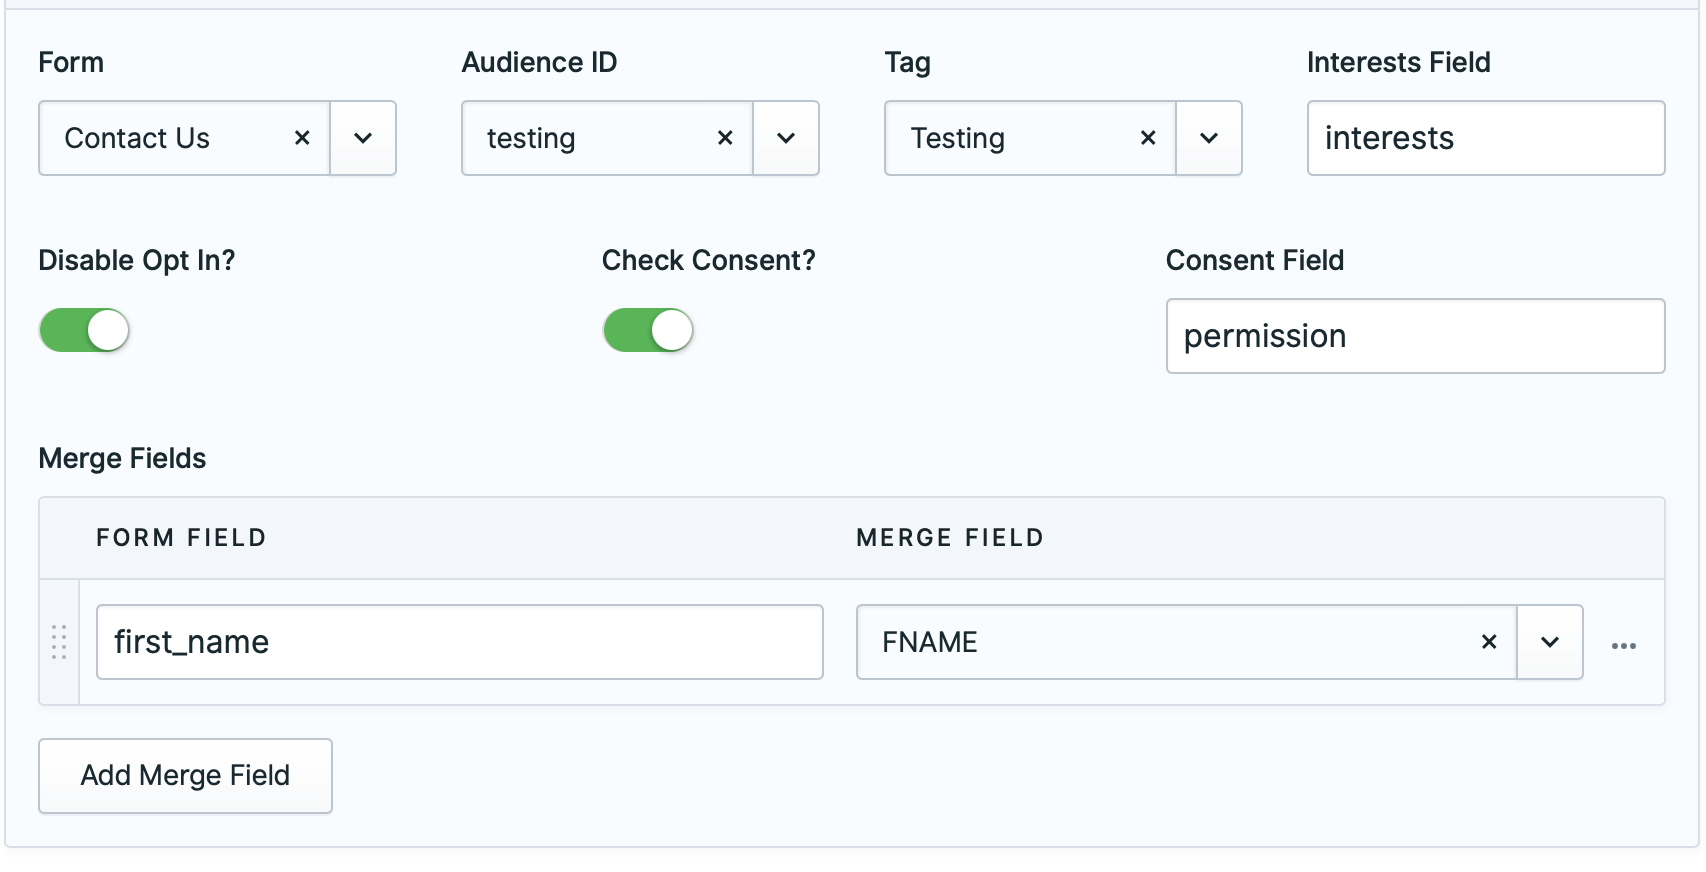 Form Audience ID Tag Interests Field
Contact Us testing Testing interests
Disable Opt In? Check Consent? Consent Field
permission
Merge Fields
FORM FIELD MERGE FIELD
first_name FNAME
Add Merge Field